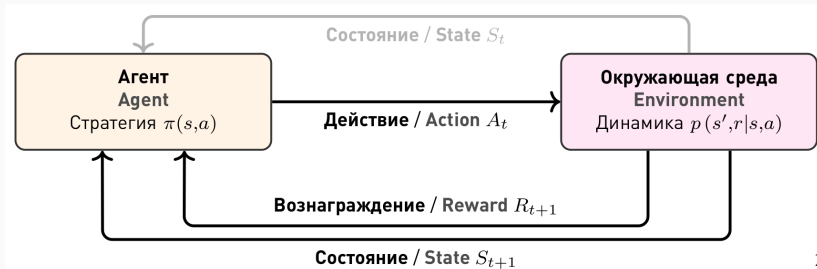 Состояние / State S_t
Агент
Agent
Стратегия π(s,a)
Действие / Action A_t
Окружающая среда
Environment
Динамика p(s′,r|s,a)
Вознаграждение / Reward R_{t+1}
Состояние / State S_{t+1}